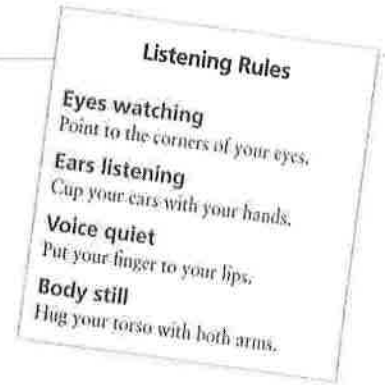 Listening Rules
Eyes watching
Point to the corners of your eyes.
Ears listening
Cup your ears with your hands.
Voice quiet
Put your finger to your lips.
Body still
Hug your torso with both arms.